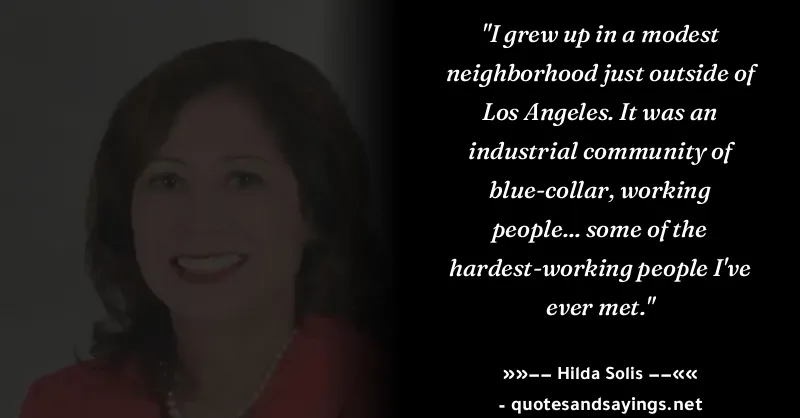 "I grew up in a modest
neighborhood just outside of
Los Angeles. It was an
industrial community of
blue-collar, working
people... some of the
hardest-working people I've
ever met."
»»–– Hilda Solis ––««
- quotesandsayings.net